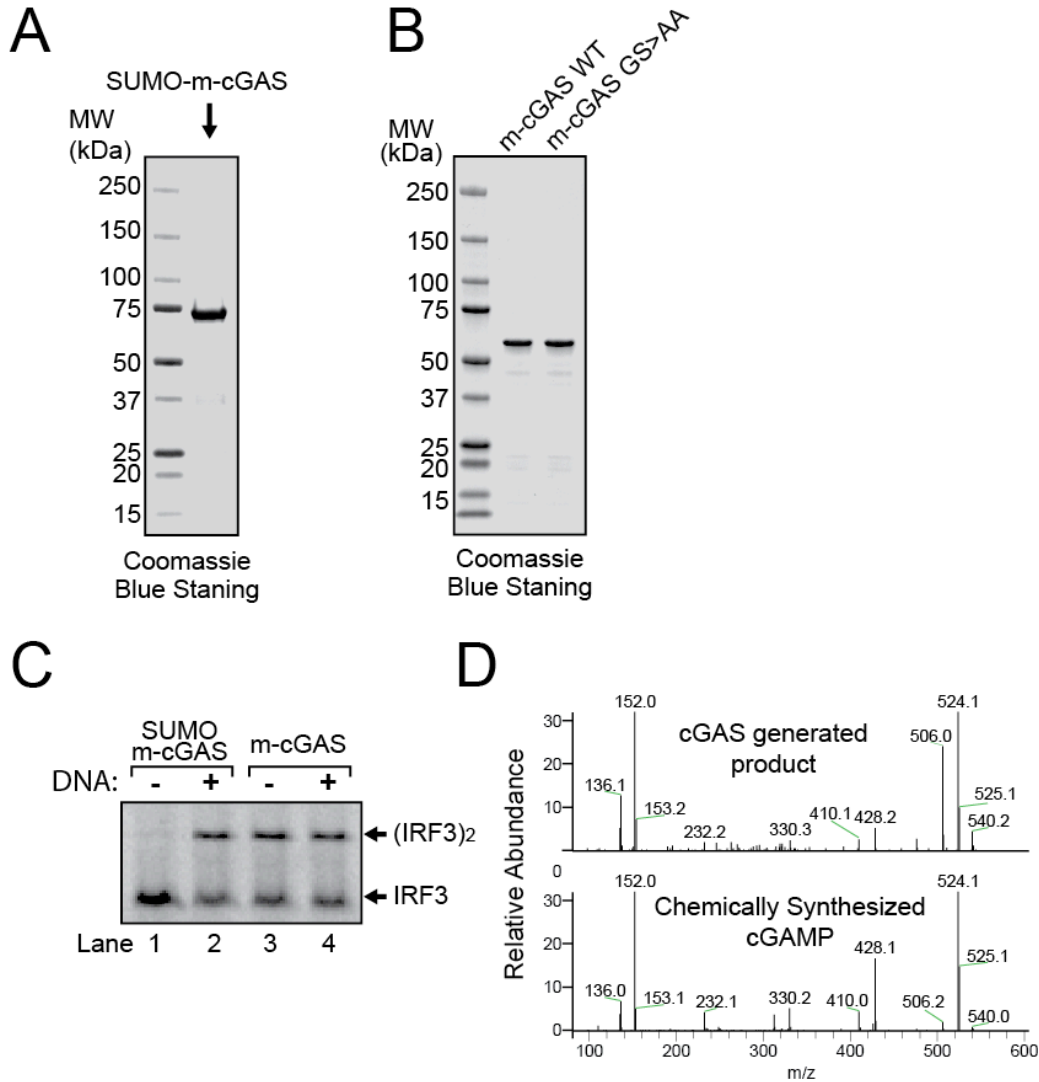 A
SUMO-m-cGAS
MW
(kDa)
250
150
100
75
50
37
25
20
15
Coomassie
Blue Staning
B
m-cGAS WT
m-cGAS GS>AA
MW
(kDa)
250
150
100
75
50
37
25
20
15
Coomassie
Blue Staning
C
SUMO
m-cGAS
m-cGAS
DNA: - + - +
(IRF3)2
IRF3
Lane 1 2 3 4
D
Relative Abundance
152.0
524.1
30
cGAS generated
product
506.0
20
136.1
153.2
10
232.2
330.3
410.1
428.2
525.1
540.2
0
152.0
524.1
30
Chemically Synthesized
cGAMP
20
428.1
525.1
10
136.0
153.1
232.1
330.2
410.0
506.2
540.0
0
100 200 300 400 500 600
m/z